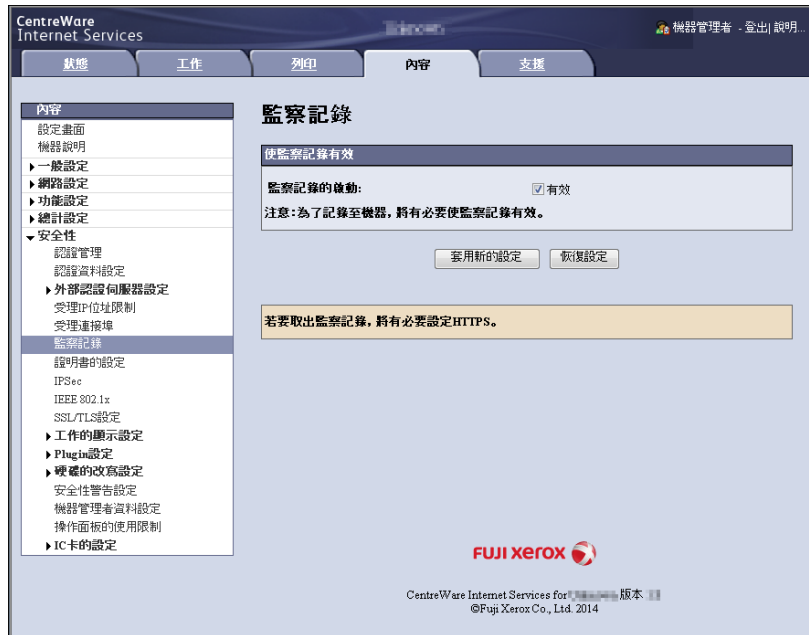 CentreWare
Internet Services
機器管理者 - 登出| 說明...
狀態
工作
列印
內容
支援
內容
設定畫面
機器說明
一般設定
網路設定
功能設定
總計設定
安全性
認證管理
認證資料設定
外部認證伺服器設定
受理IP位址限制
受理連接埠
監察記錄
證明書的設定
IPSec
IEEE 802.1x
SSL/TLS設定
工作的顯示設定
Plugin設定
硬碟的改寫設定
安全性警告設定
機器管理者資料設定
操作面板的使用限制
IC卡的設定
監察記錄
使監察記錄有效
監察記錄的啟動:
有效
注意:為了記錄至機器, 將有必要使監察記錄有效。
套用新的設定
恢復設定
若要取出監察記錄, 將有必要設定HTTPS。
FUJI XEROX
CentreWare Internet Services for 版本
©Fuji Xerox Co., Ltd. 2014